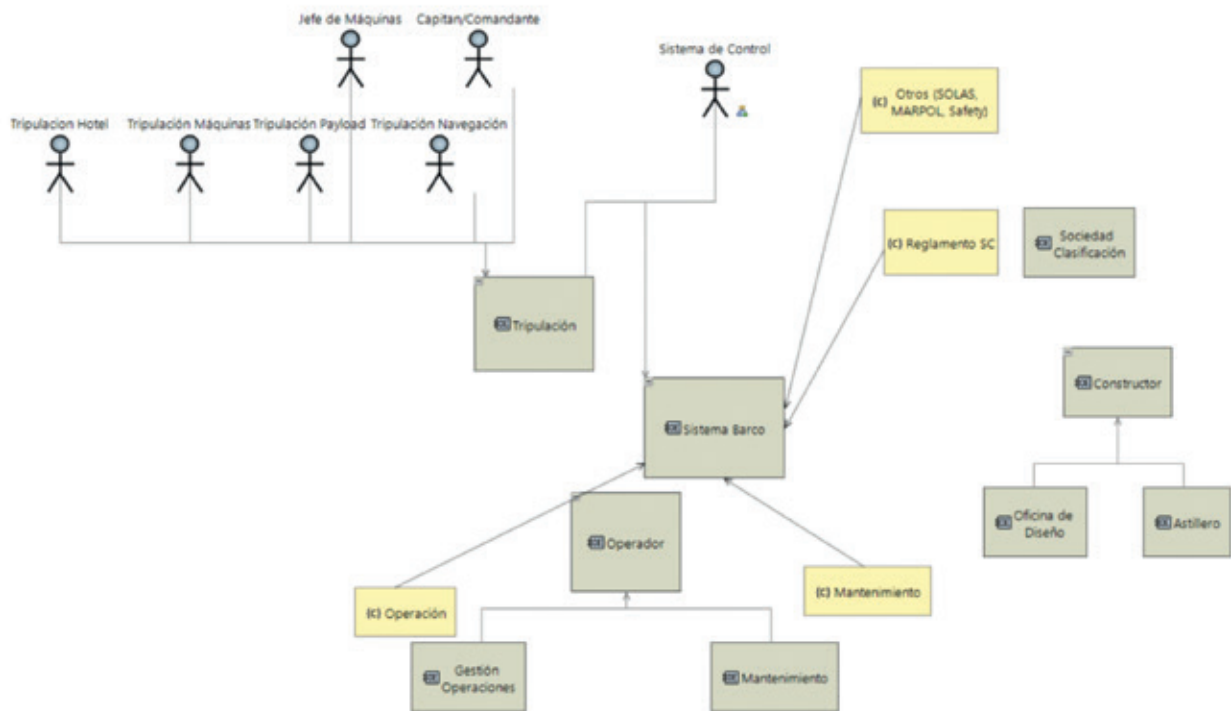 Jefe de Máquinas
Capitan/Comandante
Sistema de Control
Tripulacion Hotel
Tripulación Máquinas
Tripulación Payload
Tripulación Navegación
(C) Otros (SOLAS,
MARPOL, Safety)
(C) Reglamento SC
Sociedad
Clasificación
Tripulación
Constructor
Sistema Barco
Oficina de
Diseño
Astillero
Operador
(C) Operación
(C) Mantenimiento
Gestión
Operaciones
Mantenimiento